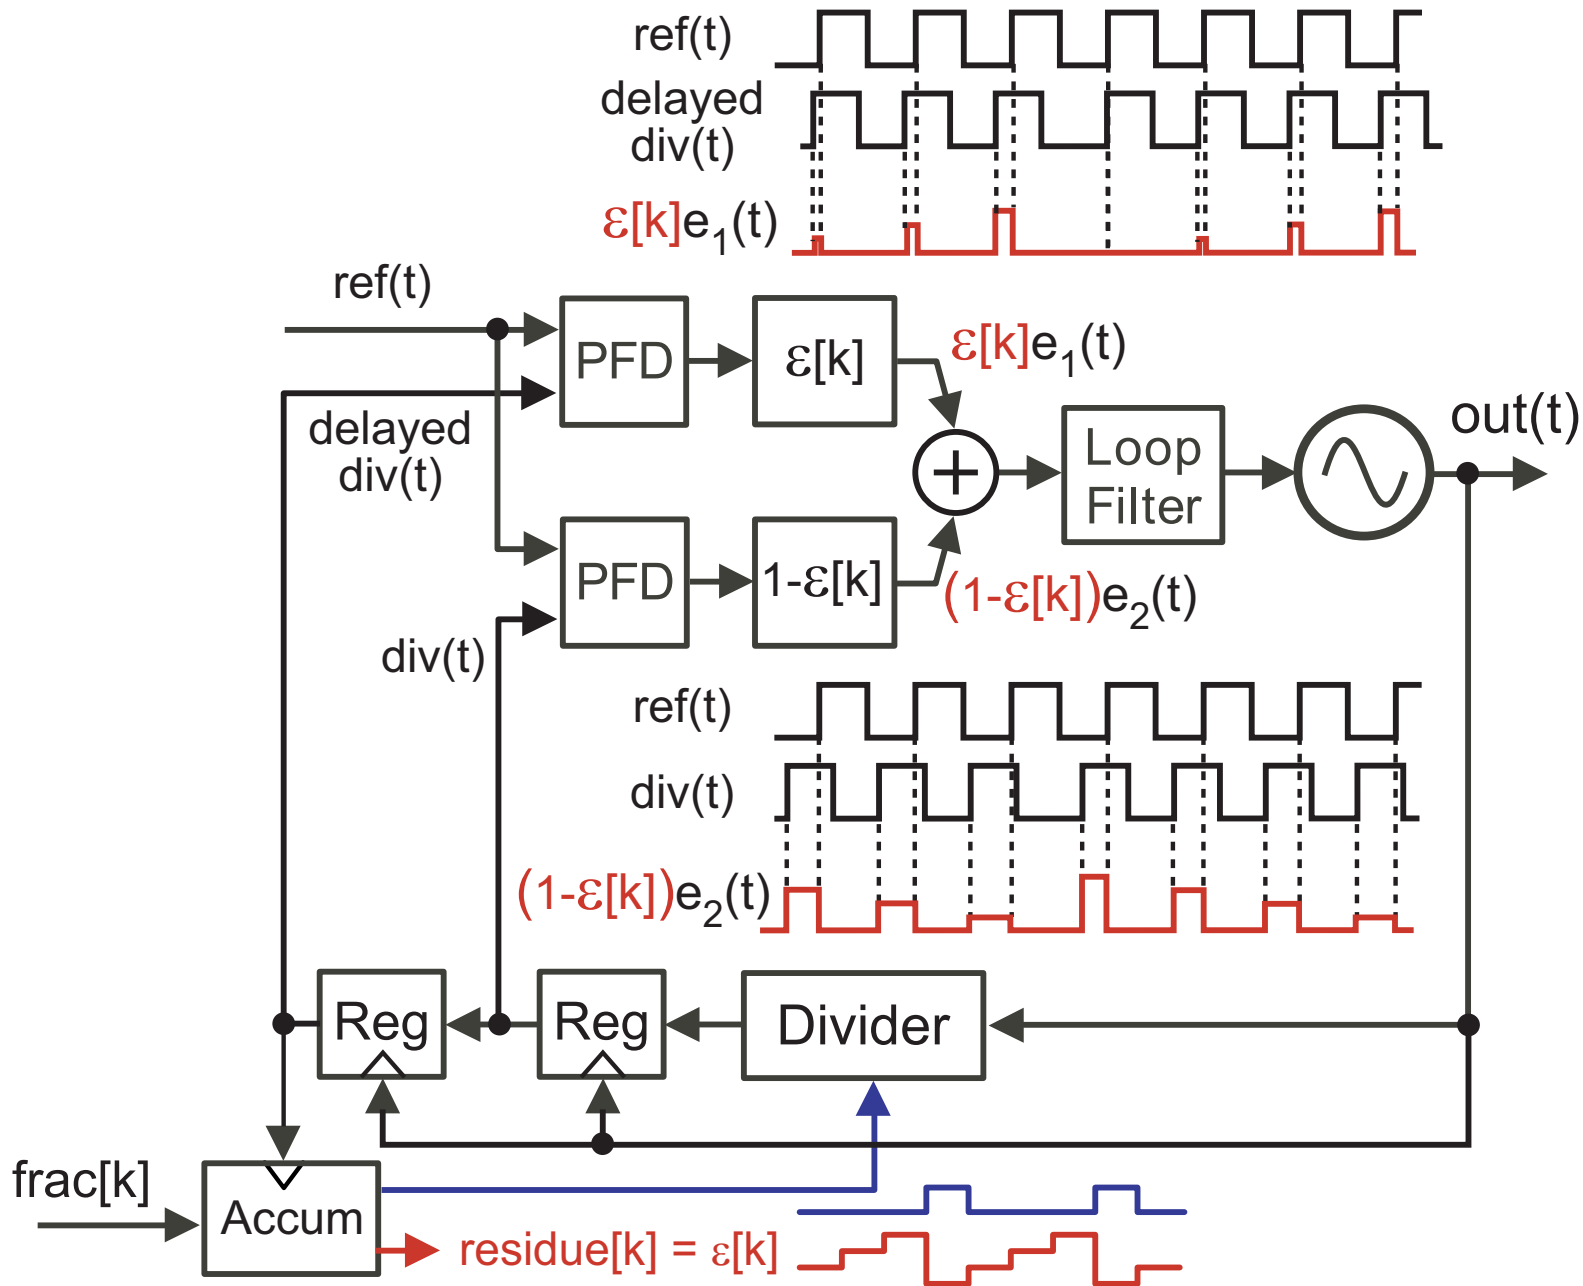 ref(t)
delayed
div(t)
ε[k]e₁(t)
ref(t)
PFD
ε[k]
ε[k]e₁(t)
delayed
div(t)
Loop
Filter
out(t)
PFD
1-ε[k]
(1-ε[k])e₂(t)
div(t)
ref(t)
div(t)
(1-ε[k])e₂(t)
Reg
Reg
Divider
frac[k]
Accum
residue[k] = ε[k]